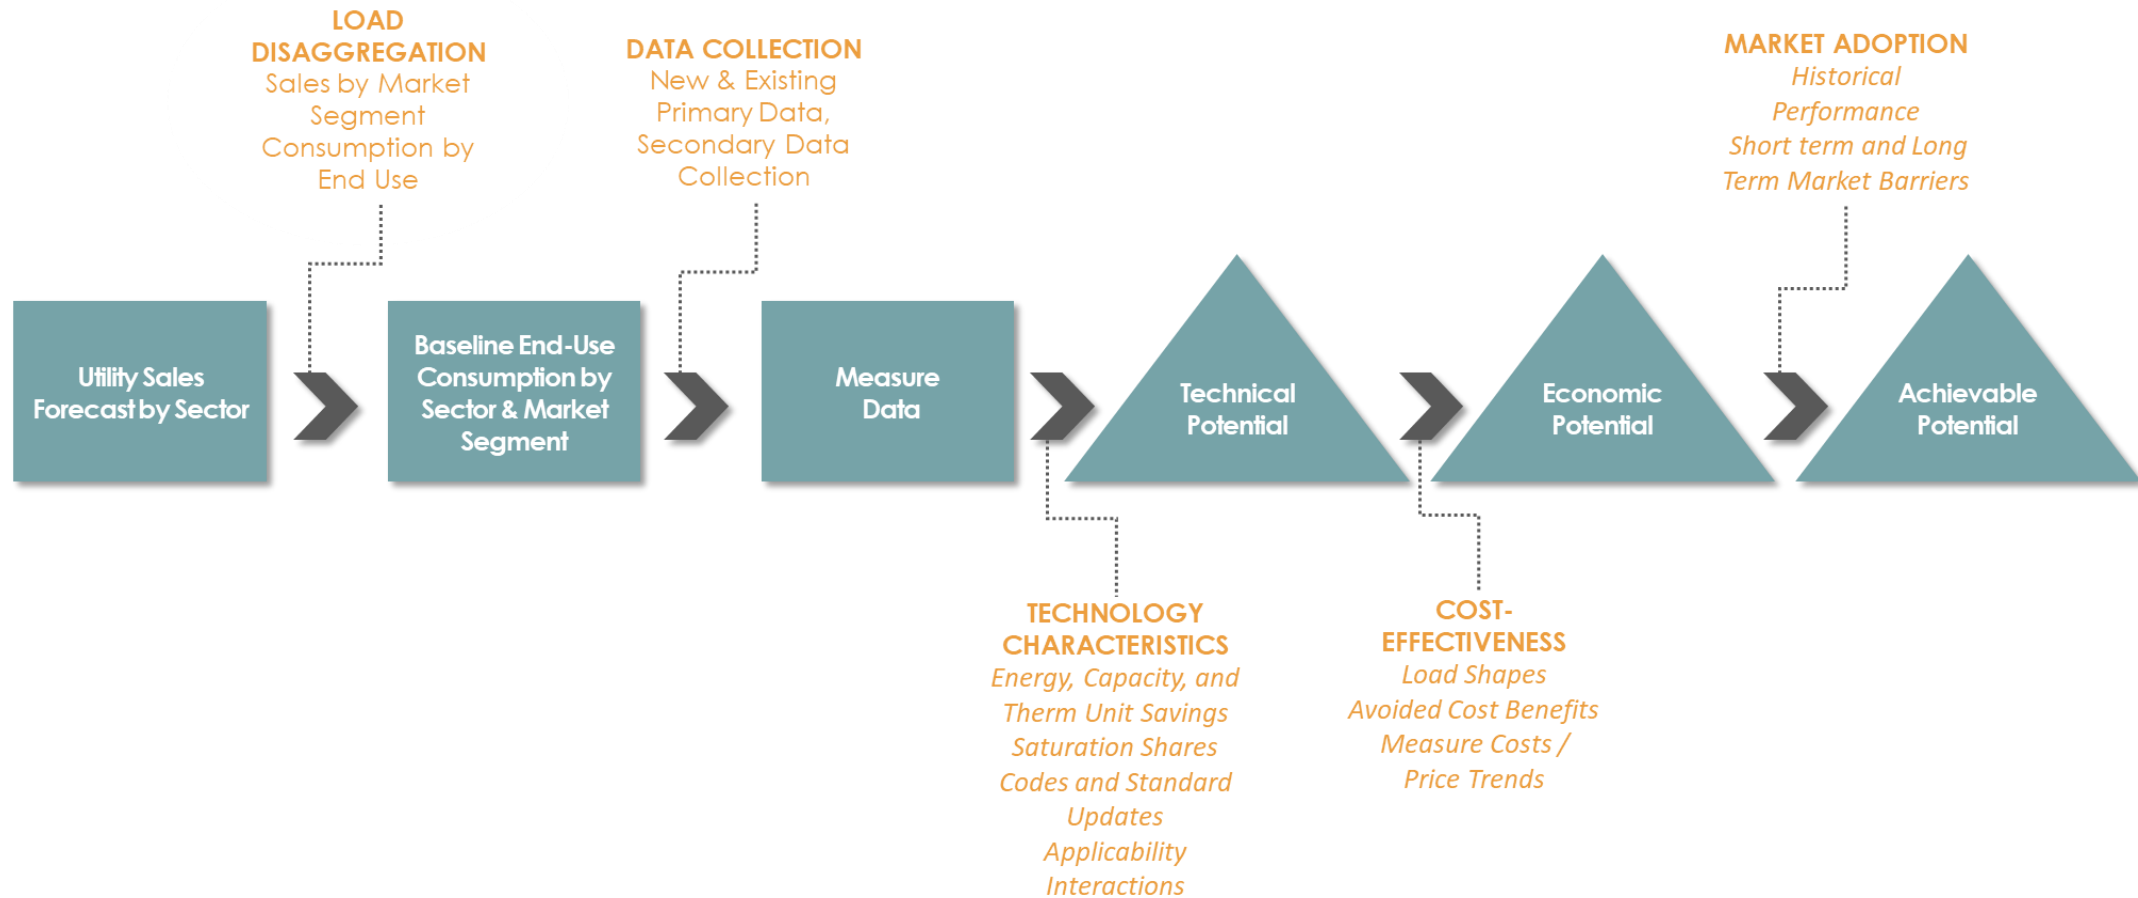 LOAD
DISAGGREGATION
Sales by Market
Segment
Consumption by
End Use
DATA COLLECTION
New & Existing
Primary Data,
Secondary Data
Collection
MARKET ADOPTION
Historical
Performance
Short term and Long
Term Market Barriers
Utility Sales
Forecast by Sector
Baseline End-Use
Consumption by
Sector & Market
Segment
Measure
Data
Technical
Potential
Economic
Potential
Achievable
Potential
TECHNOLOGY
CHARACTERISTICS
Energy, Capacity, and
Therm Unit Savings
Saturation Shares
Codes and Standard
Updates
Applicability
Interactions
COST-
EFFECTIVENESS
Load Shapes
Avoided Cost Benefits
Measure Costs /
Price Trends